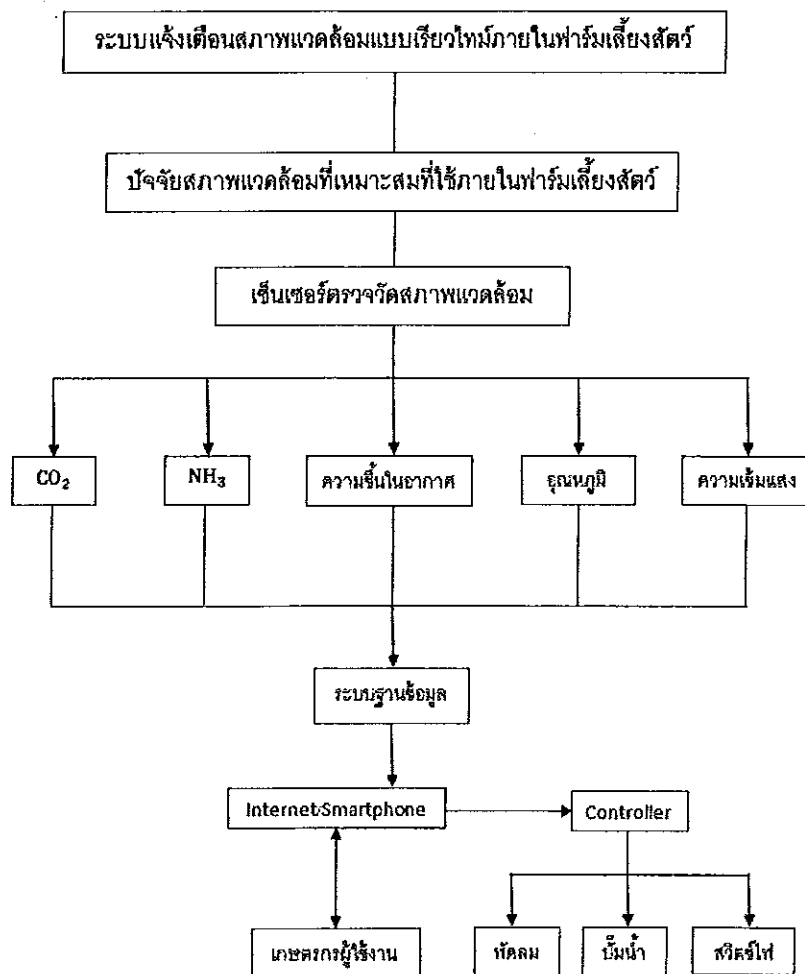 ระบบแจ้งเตือนสภาพแวดล้อมแบบเรียวไทม์ภายในฟาร์มเลี้ยงสัตว์
ปัจจัยสภาพแวดล้อมที่เหมาะสมที่ใช้ภายในฟาร์มเลี้ยงสัตว์
เซ็นเซอร์ตรวจวัดสภาพแวดล้อม
CO₂
NH₃
ความชื้นในอากาศ
อุณหภูมิ
ความเข้มแสง
ระบบฐานข้อมูล
Internet/Smartphone
Controller
เกษตรกรผู้ใช้งาน
พัดลม
ปั๊มน้ำ
สวิตซ์ไฟ